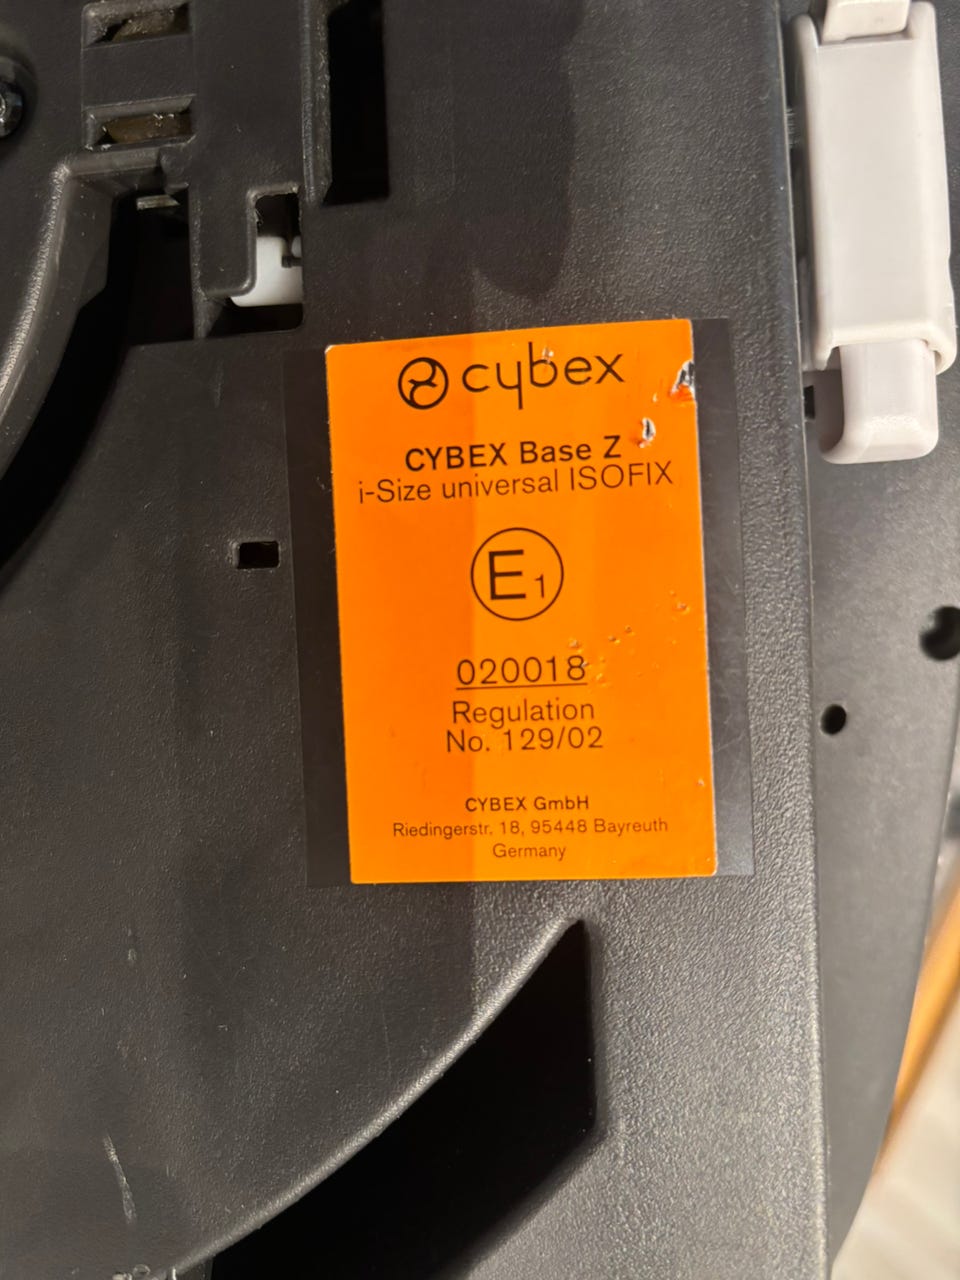 cybex
CYBEX Base Z
i-Size universal ISOFIX
E1
020018
Regulation
No. 129/02
CYBEX GmbH
Riedingerstr. 18, 95448 Bayreuth
Germany